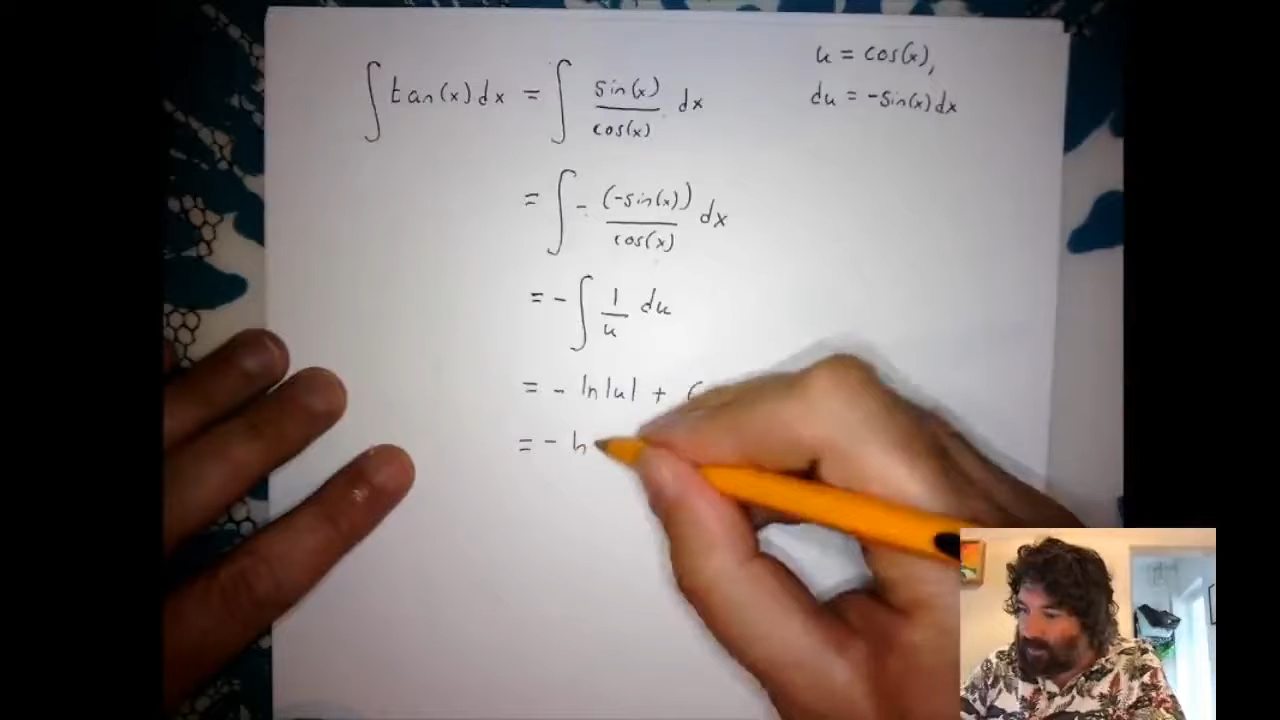 ∫ tan(x) dx = ∫ sin(x)/cos(x) dx
u = cos(x),
du = -sin(x) dx
= ∫ - (-sin(x))/cos(x) dx
= - ∫ 1/u du
= - ln|u| +
= -